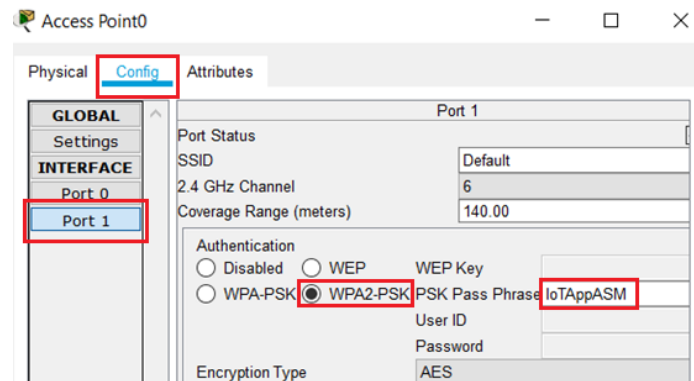 Access Point0
Physical Config Attributes
GLOBAL
Settings
INTERFACE
Port 0
Port 1
Port 1
Port Status
SSID Default
2.4 GHz Channel 6
Coverage Range (meters) 140.00
Authentication
Disabled WEP WEP Key
WPA-PSK WPA2-PSK PSK Pass Phrase IoTAppASM
User ID
Password
Encryption Type AES